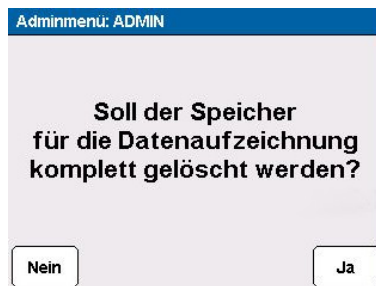 Adminmenü: ADMIN
Soll der Speicher
für die Datenaufzeichnung
komplett gelöscht werden?
Nein
Ja